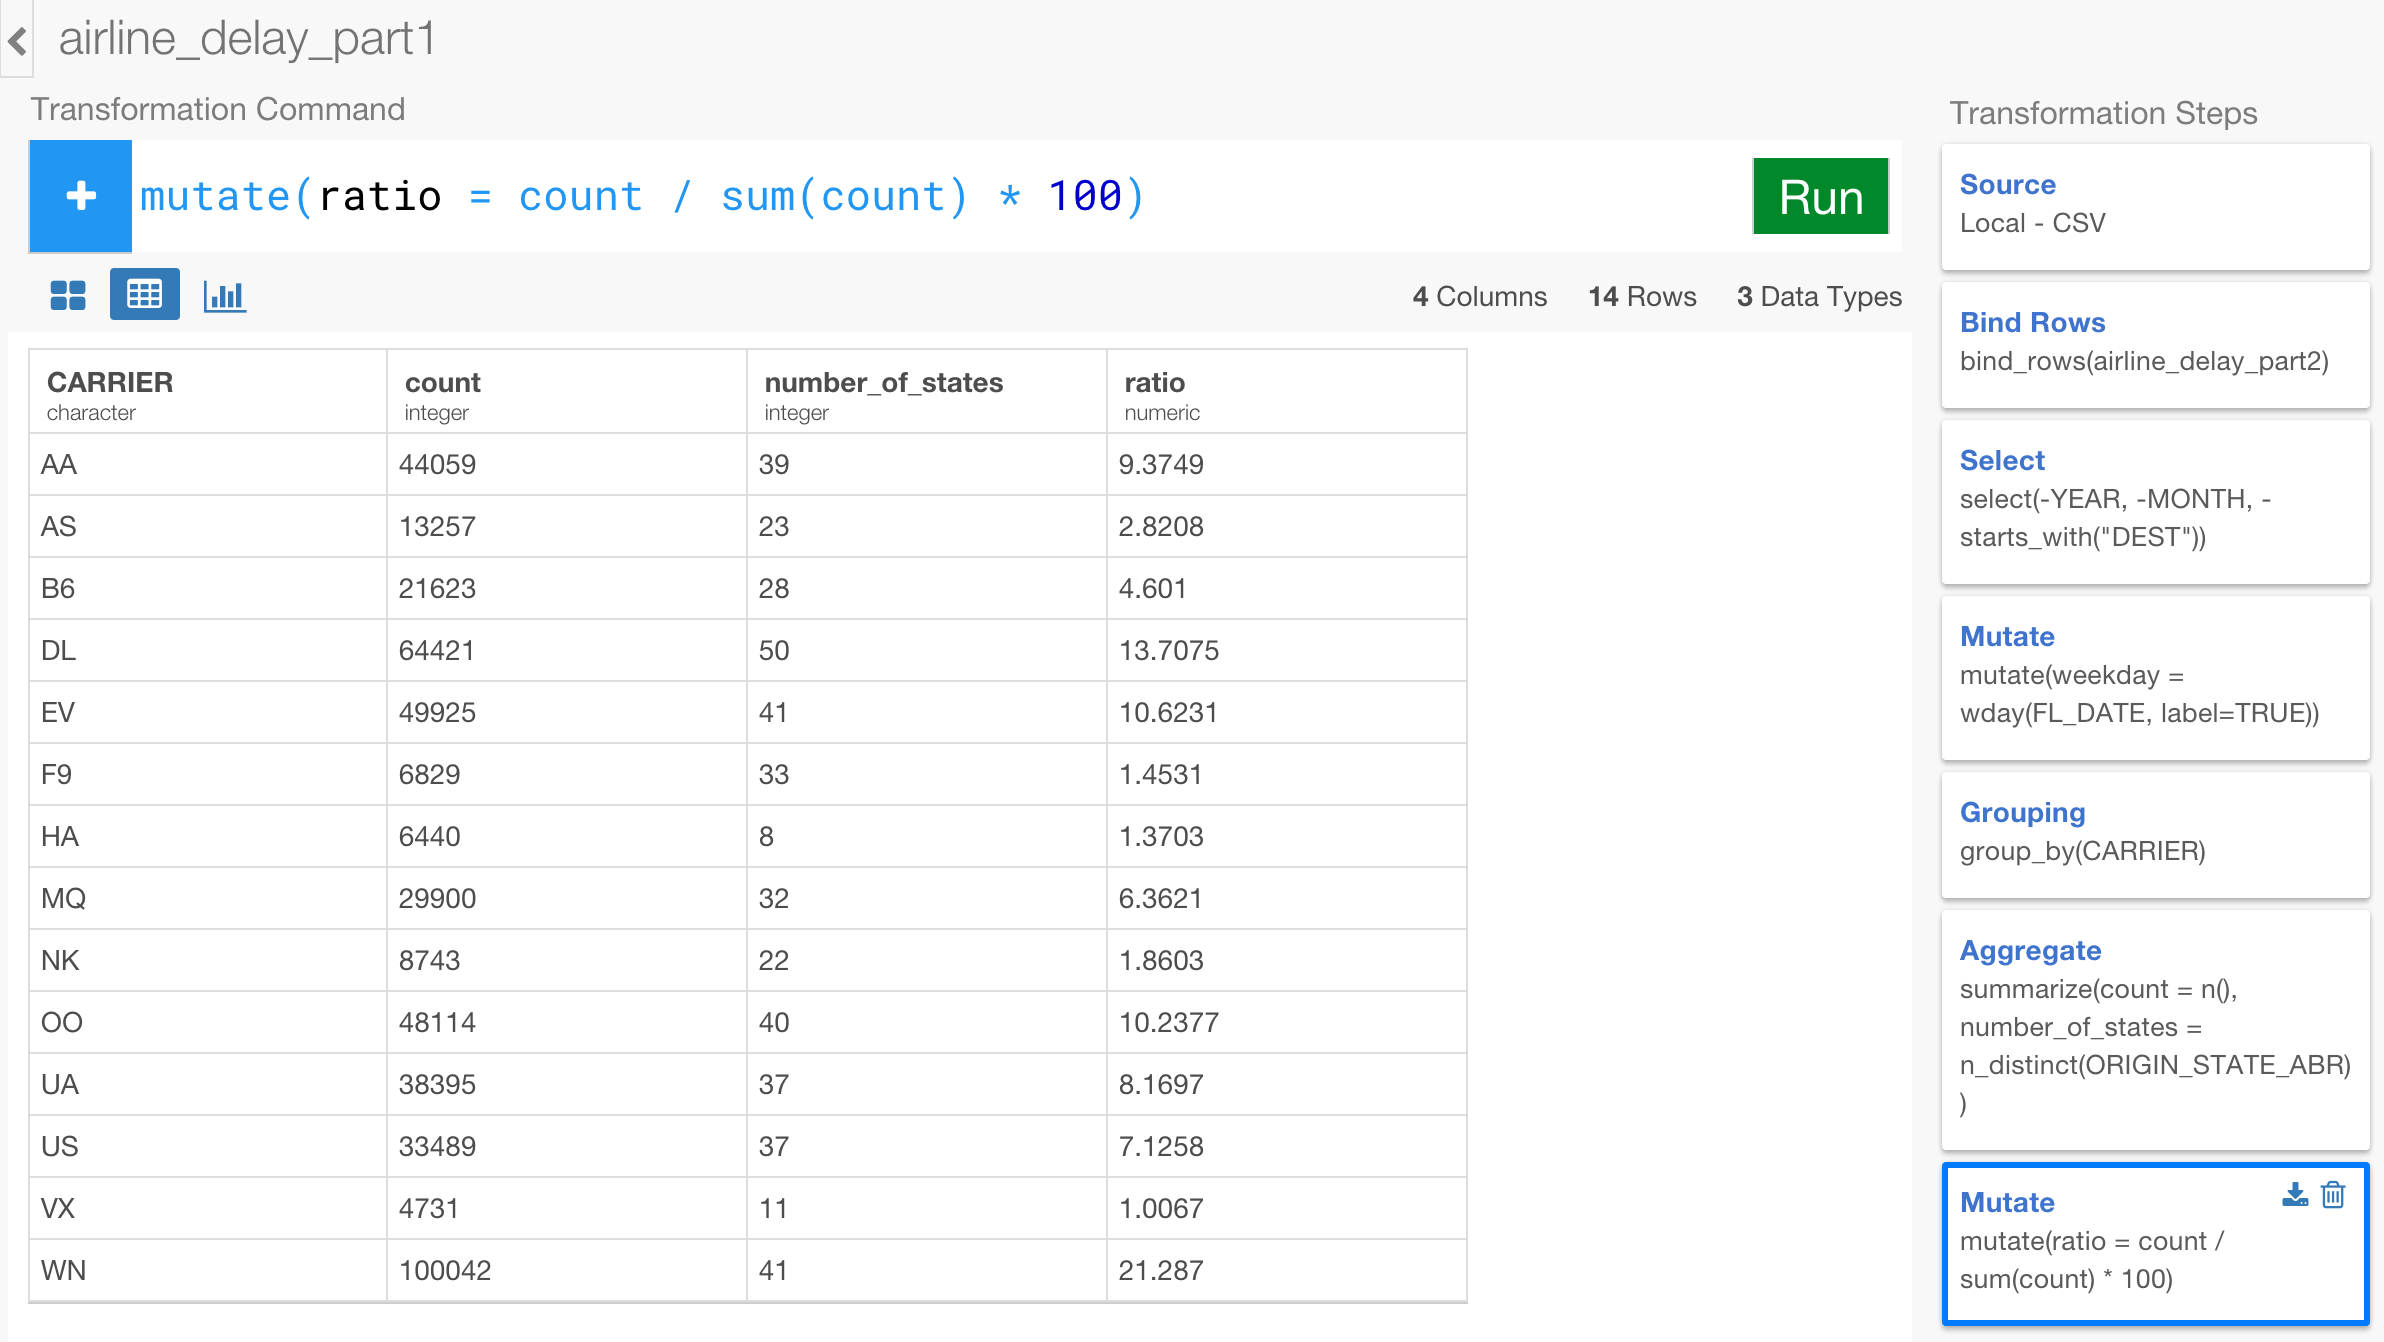 airline_delay_part1
Transformation Command
mutate(ratio = count / sum(count) * 100)
Run
4 Columns 14 Rows 3 Data Types
CARRIER count number_of_states ratio
character integer integer numeric
AA 44059 39 9.3749
AS 13257 23 2.8208
B6 21623 28 4.601
DL 64421 50 13.7075
EV 49925 41 10.6231
F9 6829 33 1.4531
HA 6440 8 1.3703
MQ 29900 32 6.3621
NK 8743 22 1.8603
OO 48114 40 10.2377
UA 38395 37 8.1697
US 33489 37 7.1258
VX 4731 11 1.0067
WN 100042 41 21.287
Transformation Steps
Source
Local - CSV
Bind Rows
bind_rows(airline_delay_part2)
Select
select(-YEAR, -MONTH, -
starts_with("DEST"))
Mutate
mutate(weekday =
wday(FL_DATE, label=TRUE))
Grouping
group_by(CARRIER)
Aggregate
summarize(count = n(),
number_of_states =
n_distinct(ORIGIN_STATE_ABR)
)
Mutate
mutate(ratio = count /
sum(count) * 100)